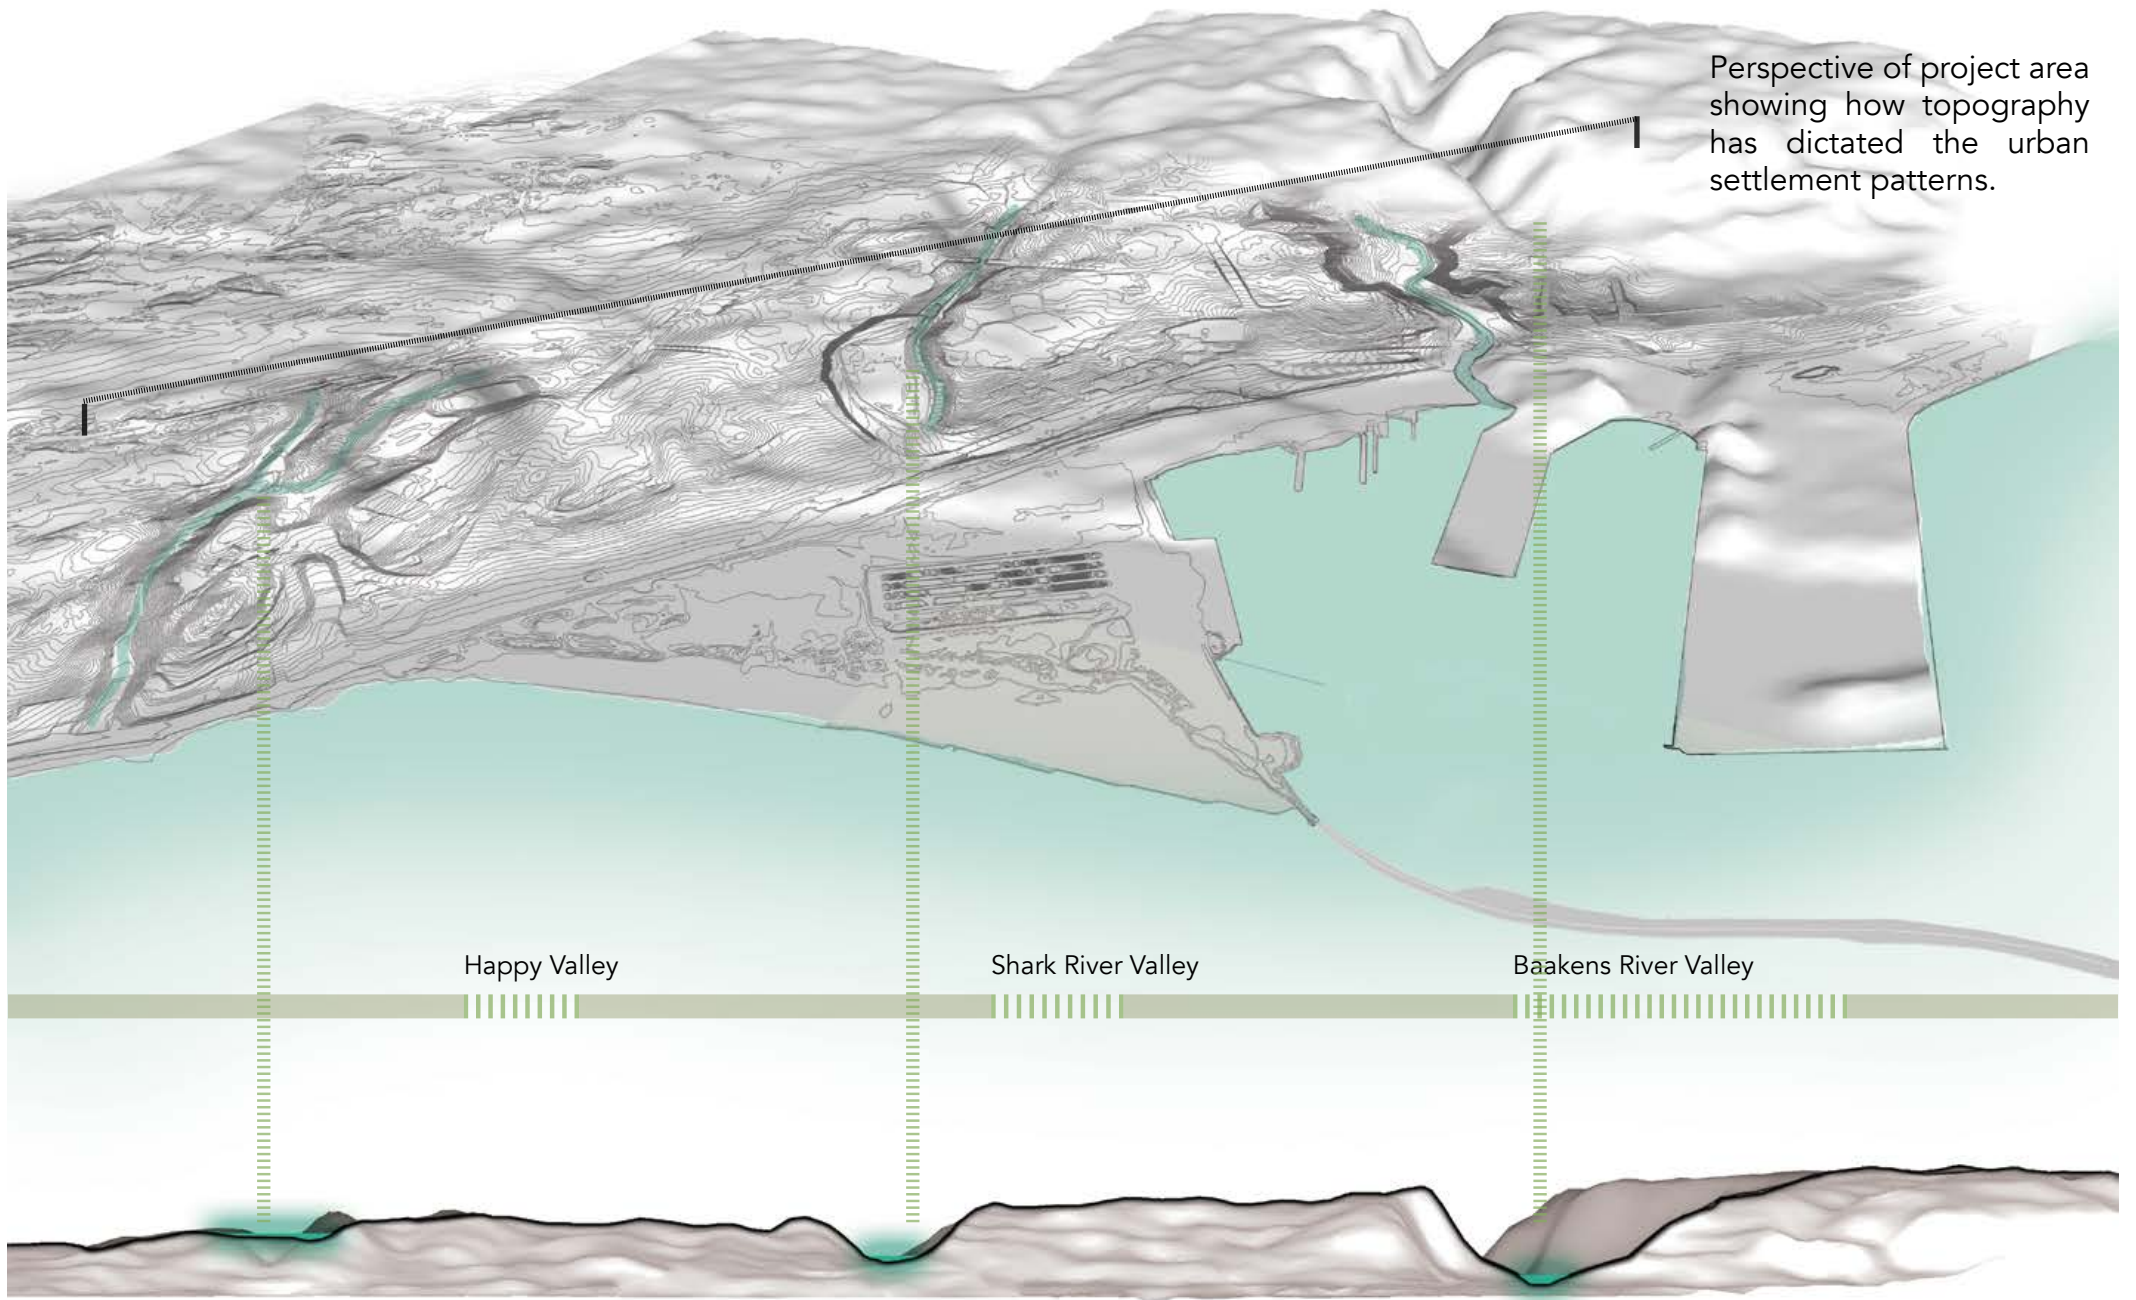 Perspective of project area
showing how topography
has dictated the urban
settlement patterns.
Happy Valley
Shark River Valley
Baakens River Valley